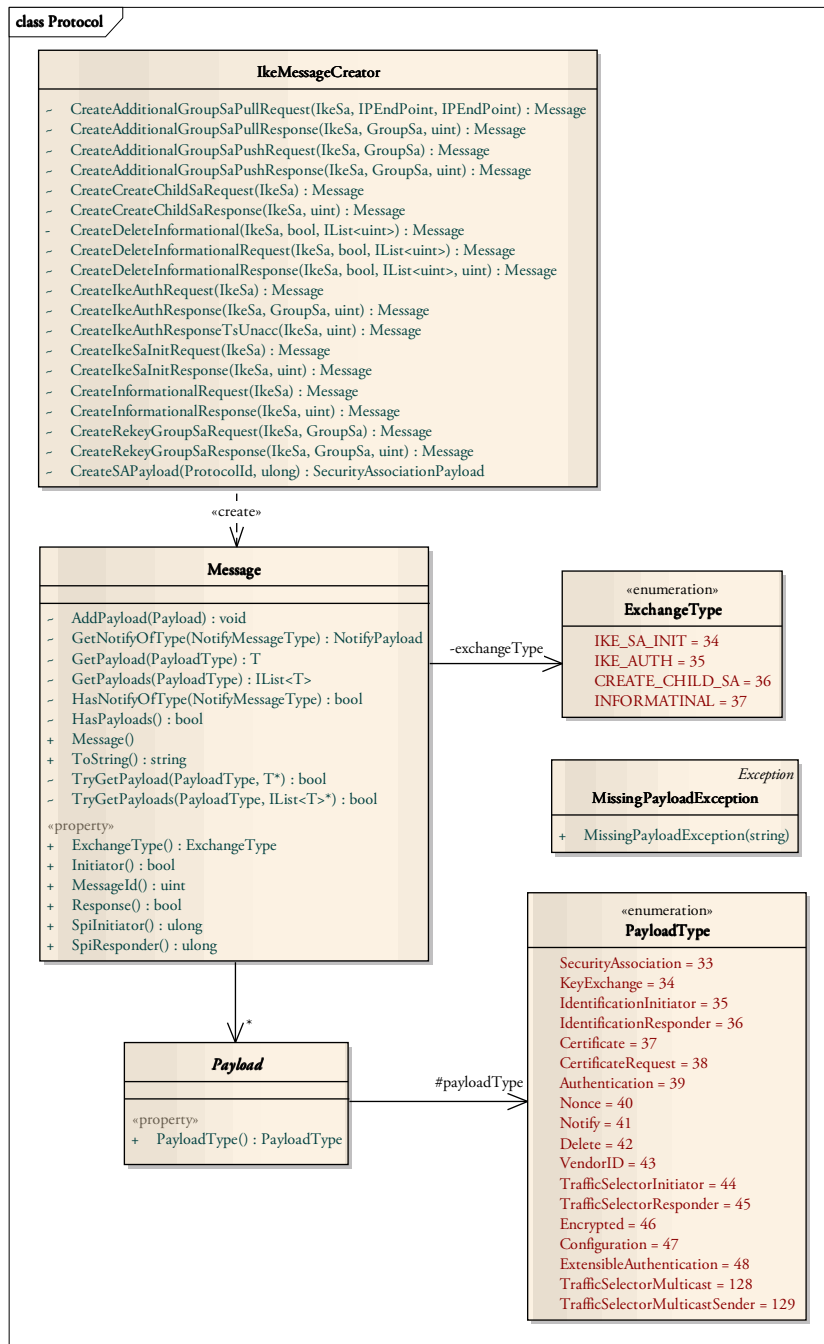 class Protocol
IkeMessageCreator
~ CreateAdditionalGroupSaPullRequest(IkeSa, IPEndPoint, IPEndPoint) : Message
~ CreateAdditionalGroupSaPullResponse(IkeSa, GroupSa, uint) : Message
~ CreateAdditionalGroupSaPushRequest(IkeSa, GroupSa) : Message
~ CreateAdditionalGroupSaPushResponse(IkeSa, GroupSa, uint) : Message
~ CreateCreateChildSaRequest(IkeSa) : Message
~ CreateCreateChildSaResponse(IkeSa, uint) : Message
- CreateDeleteInformational(IkeSa, bool, IList<uint>) : Message
~ CreateDeleteInformationalRequest(IkeSa, bool, IList<uint>) : Message
~ CreateDeleteInformationalResponse(IkeSa, bool, IList<uint>, uint) : Message
~ CreateIkeAuthRequest(IkeSa) : Message
~ CreateIkeAuthResponse(IkeSa, GroupSa, uint) : Message
~ CreateIkeAuthResponseTsUnacc(IkeSa, uint) : Message
~ CreateIkeSaInitRequest(IkeSa) : Message
~ CreateIkeSaInitResponse(IkeSa, uint) : Message
~ CreateInformationalRequest(IkeSa) : Message
~ CreateInformationalResponse(IkeSa, uint) : Message
~ CreateRekeyGroupSaRequest(IkeSa, GroupSa) : Message
~ CreateRekeyGroupSaResponse(IkeSa, GroupSa, uint) : Message
~ CreateSAPayload(ProtocolId, ulong) : SecurityAssociationPayload
«create»
Message
~ AddPayload(Payload) : void
~ GetNotifyOfType(NotifyMessageType) : NotifyPayload
~ GetPayload(PayloadType) : T
~ GetPayloads(PayloadType) : IList<T>
~ HasNotifyOfType(NotifyMessageType) : bool
~ HasPayloads() : bool
+ Message()
+ ToString() : string
~ TryGetPayload(PayloadType, T*) : bool
~ TryGetPayloads(PayloadType, IList<T>*) : bool
«property»
+ ExchangeType() : ExchangeType
+ Initiator() : bool
+ MessageId() : uint
+ Response() : bool
+ SpiInitiator() : ulong
+ SpiResponder() : ulong
-exchangeType
«enumeration»
ExchangeType
IKE_SA_INIT = 34
IKE_AUTH = 35
CREATE_CHILD_SA = 36
INFORMATINAL = 37
Exception
MissingPayloadException
+ MissingPayloadException(string)
*
Payload
«property»
+ PayloadType() : PayloadType
#payloadType
«enumeration»
PayloadType
SecurityAssociation = 33
KeyExchange = 34
IdentificationInitiator = 35
IdentificationResponder = 36
Certificate = 37
CertificateRequest = 38
Authentication = 39
Nonce = 40
Notify = 41
Delete = 42
VendorID = 43
TrafficSelectorInitiator = 44
TrafficSelectorResponder = 45
Encrypted = 46
Configuration = 47
ExtensibleAuthentication = 48
TrafficSelectorMulticast = 128
TrafficSelectorMulticastSender = 129